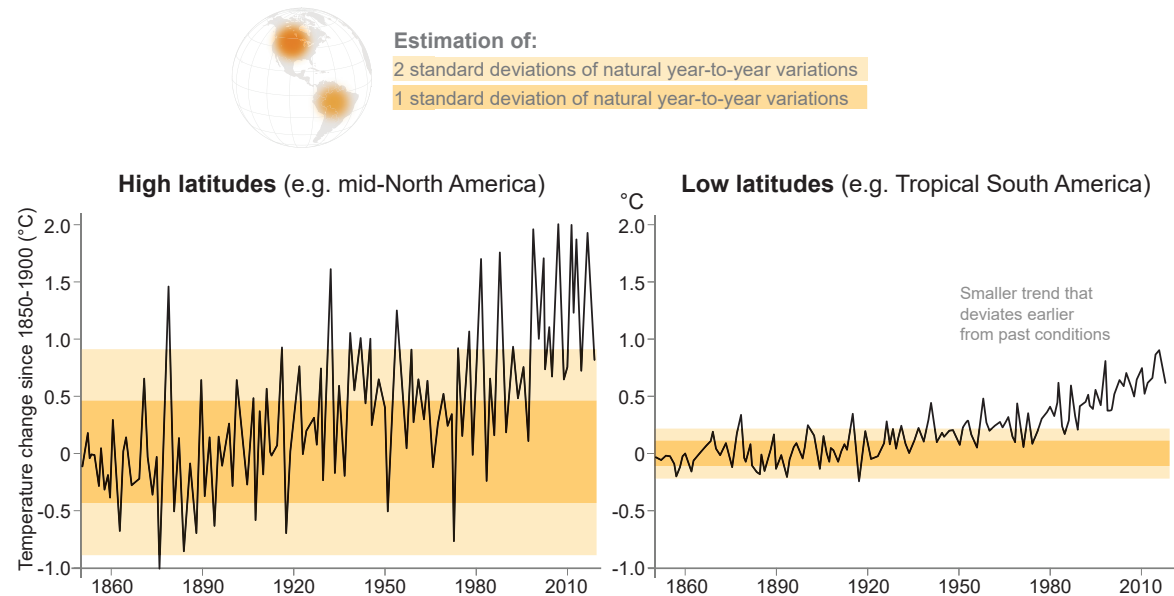 Estimation of:
2 standard deviations of natural year-to-year variations
1 standard deviation of natural year-to-year variations
High latitudes (e.g. mid-North America)
Temperature change since 1850-1900 (°C)
2.0
1.5
1.0
0.5
0
-0.5
-1.0
1860
1890
1920
1950
1980
2010
Low latitudes (e.g. Tropical South America)
°C
2.0
1.5
1.0
0.5
0
-0.5
-1.0
Smaller trend that
deviates earlier
from past conditions
1860
1890
1920
1950
1980
2010